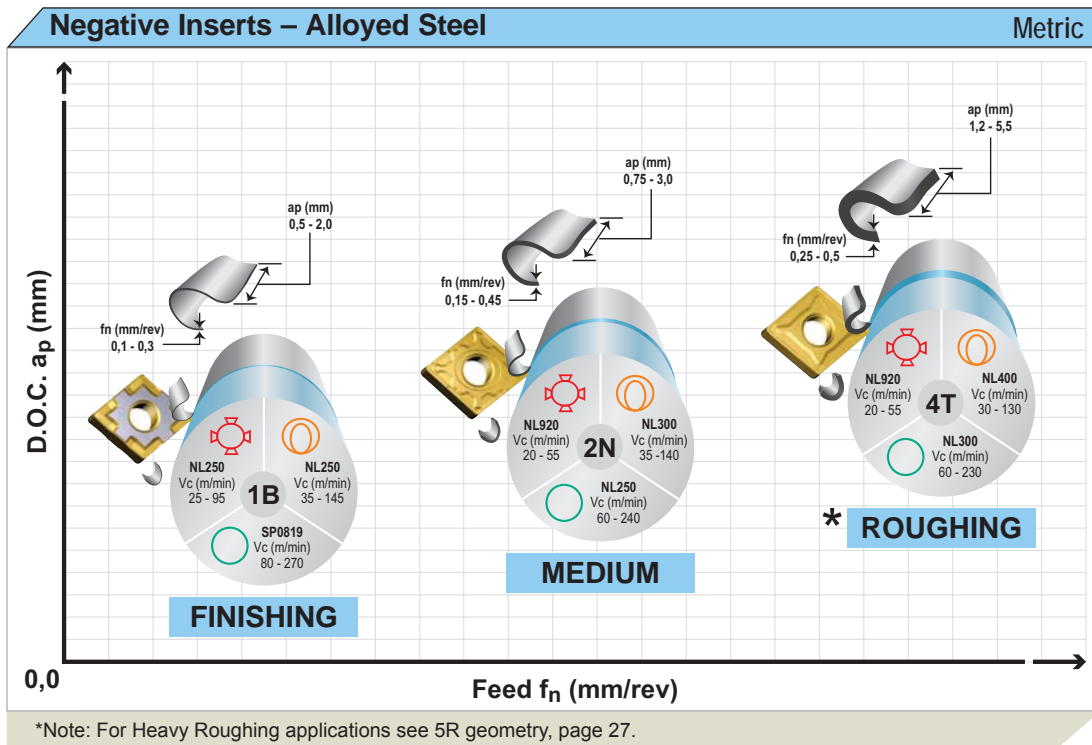 Negative Inserts – Alloyed Steel
Metric
D.O.C. ap (mm)
ap (mm)
0,5 - 2,0
fn (mm/rev)
0,1 - 0,3
NL250
Vc (m/min)
25 - 95
NL250
Vc (m/min)
35 - 145
1B
SP0819
Vc (m/min)
80 - 270
FINISHING
ap (mm)
0,75 - 3,0
fn (mm/rev)
0,15 - 0,45
NL920
Vc (m/min)
20 - 55
NL300
Vc (m/min)
35 -140
2N
NL250
Vc (m/min)
60 - 240
MEDIUM
ap (mm)
1,2 - 5,5
fn (mm/rev)
0,25 - 0,5
NL920
Vc (m/min)
20 - 55
NL400
Vc (m/min)
30 - 130
4T
NL300
Vc (m/min)
60 - 230
* ROUGHING
0,0
Feed fn (mm/rev)
*Note: For Heavy Roughing applications see 5R geometry, page 27.